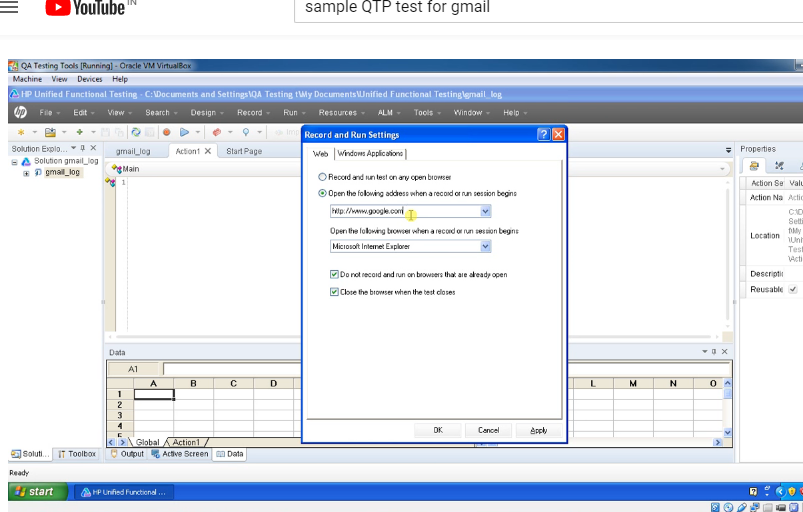 YouTube IN
sample QTP test for gmail
QA Testing Tools [Running] - Oracle VM VirtualBox
Machine View Devices Help
HP Unified Functional Testing - C:\Documents and Settings\QA Testing t\My Documents\Unified Functional Testing\gmail_log
File Edit View Search Design Record Run Resources ALM Tools Window Help
Solution Explo...
gmail_log Action1 Start Page
Properties
Solution gmail_log
gmail_log
Main
1
Record and Run Settings
Web Windows Applications
Record and run test on any open browser
Open the following address when a record or run session begins
http://www.google.com
Open the following browser when a record or run session begins
Microsoft Internet Explorer
Do not record and run on browsers that are already open
Close the browser when the test closes
OK Cancel Apply
Action Se Valu
Action Na Actio
Location
Descriptic
Reusable
Data
A1
A B C D L M N O
1
2
3
4
Global Action1
Soluti... Toolbox Output Active Screen Data
Ready
start HP Unified Functional ...